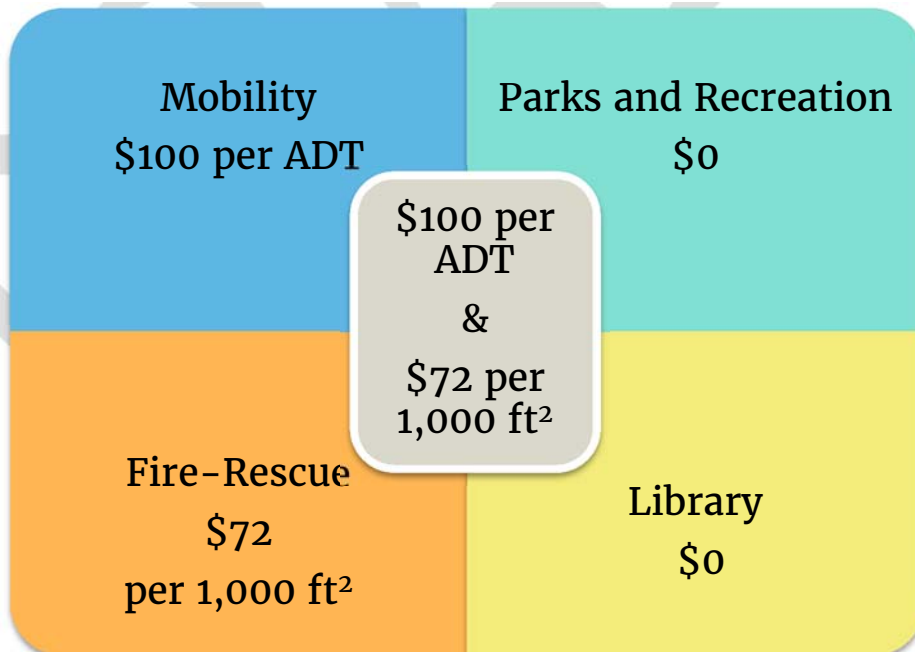 Mobility
$100 per ADT
Parks and Recreation
$0
$100 per
ADT
&
$72 per
1,000 ft²
Fire-Rescue
$72
per 1,000 ft²
Library
$0